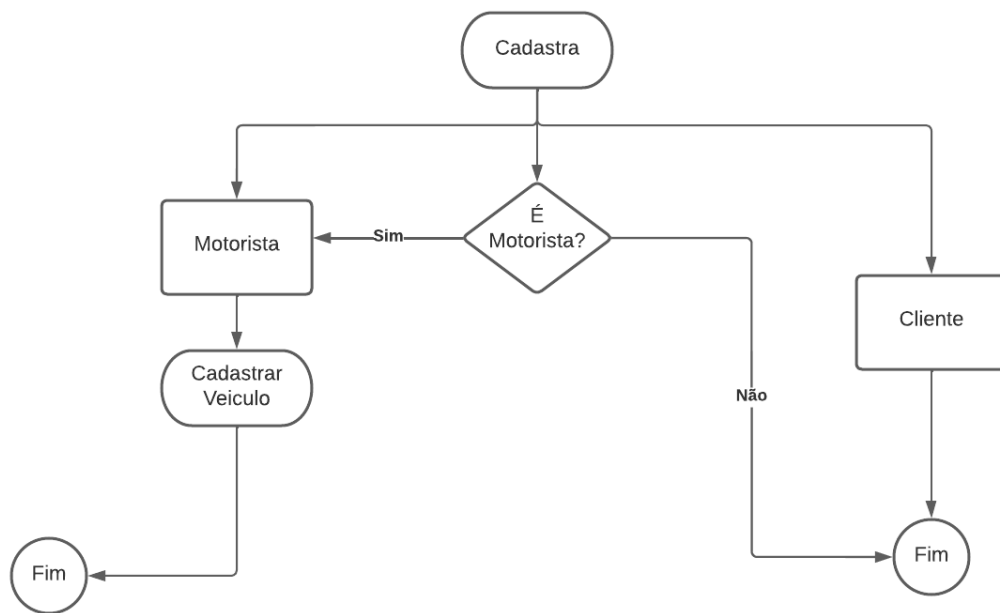 Cadastra
É
Motorista?
Sim
Motorista
Cliente
Cadastrar
Veiculo
Não
Fim
Fim